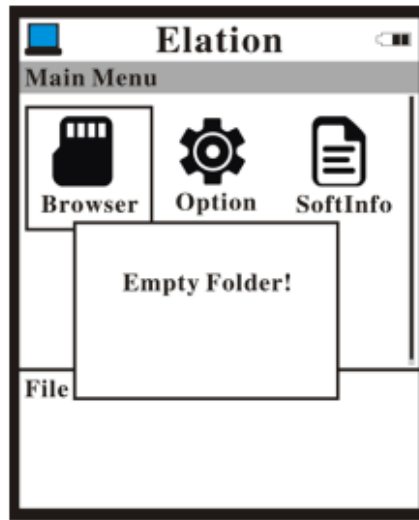 Elation
Main Menu
Browser Option SoftInfo
Empty Folder!
File